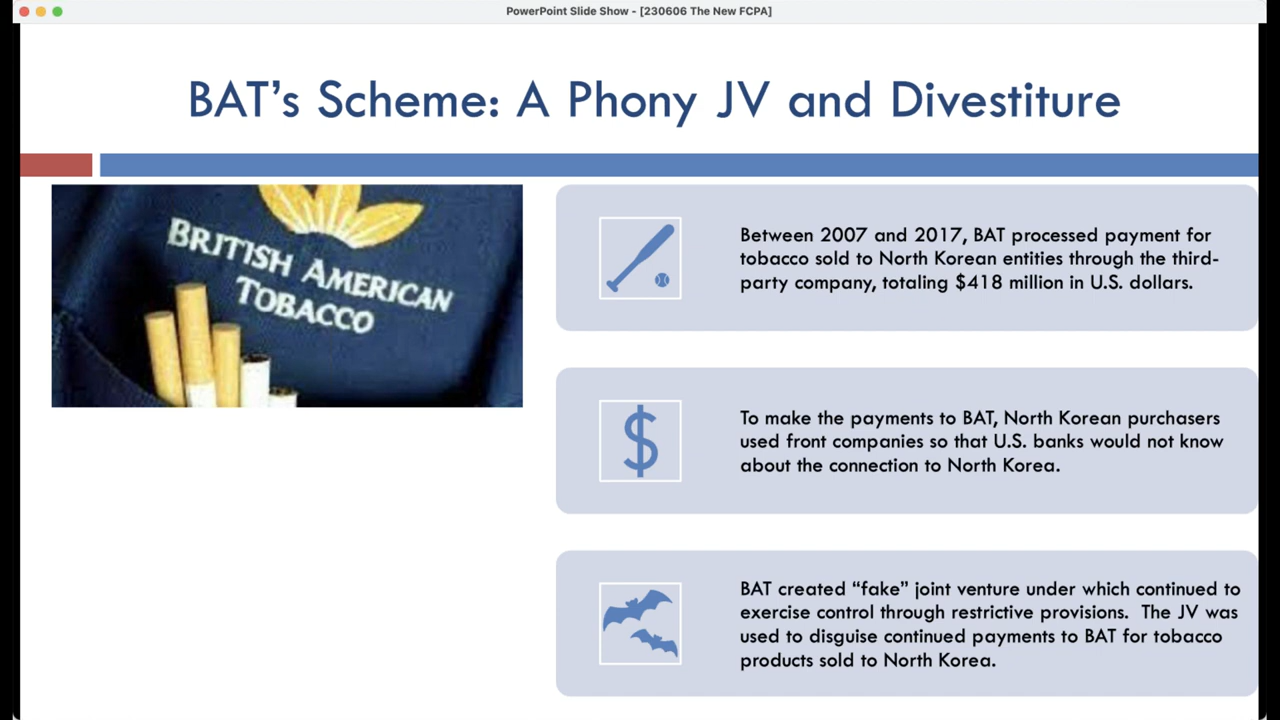 PowerPoint Slide Show - [230606 The New FCPA]
BAT’s Scheme: A Phony JV and Divestiture
BRITISH AMERICAN
TOBACCO
Between 2007 and 2017, BAT processed payment for
tobacco sold to North Korean entities through the third-
party company, totaling $418 million in U.S. dollars.
$
To make the payments to BAT, North Korean purchasers
used front companies so that U.S. banks would not know
about the connection to North Korea.
BAT created “fake” joint venture under which continued to
exercise control through restrictive provisions.  The JV was
used to disguise continued payments to BAT for tobacco
products sold to North Korea.